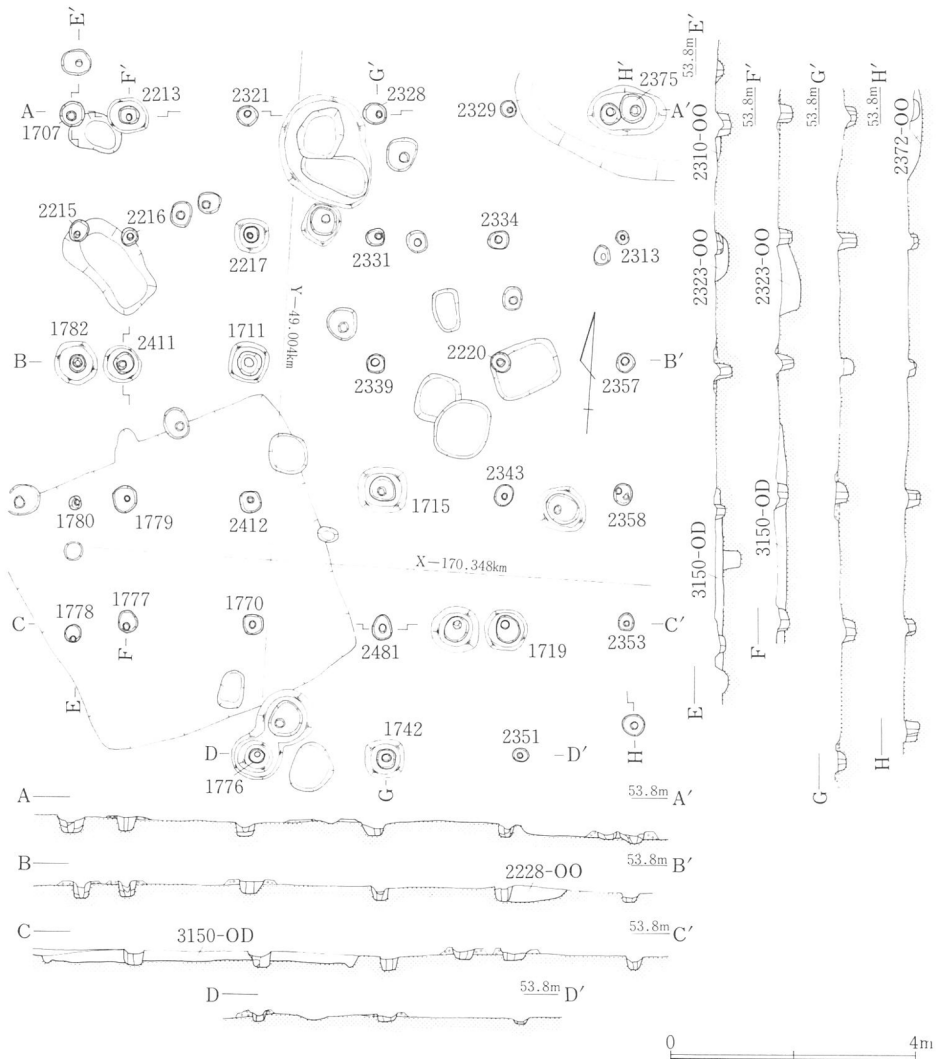 E′
A
1707
F′
2213
2321
G′
2328
2329
H′
2375
A′
2215
2216
2217
2331
2334
2313
Y-49.004km
B
1782
2411
1711
2339
2220
2357
B′
1780
1779
2412
1715
2343
2358
X-170.348km
C
1778
1777
1770
2481
1719
2353
C′
F
E
D
1776
1742
G
2351
D′
H
E′
53.8m
2310-OO
2323-OO
3150-OD
E
F′
53.8m
2323-OO
3150-OD
F
G′
53.8m
G
H′
53.8m
2372-OO
H
A
53.8m A′
B
2228-OO
53.8m B′
C
3150-OD
53.8m C′
D
53.8m D′
0 4m